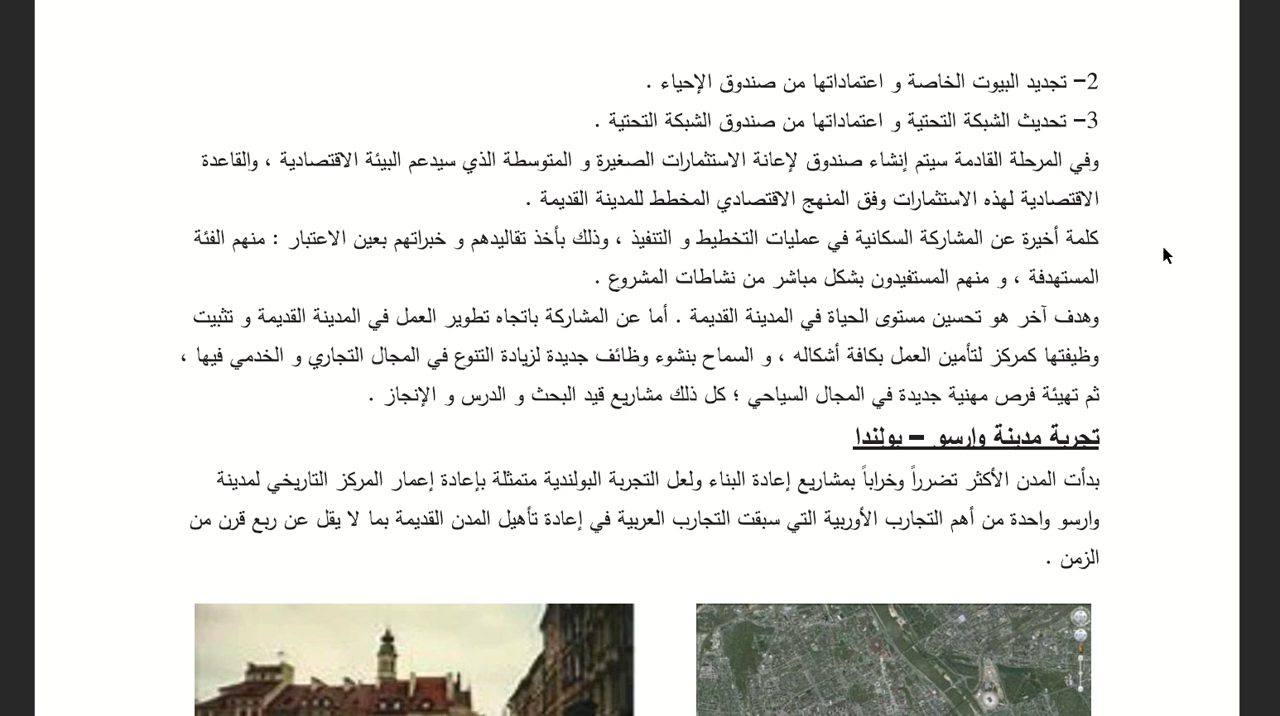 2– تجديد البيوت الخاصة و اعتماداتها من صندوق الإحياء .
3– تحديث الشبكة التحتية و اعتماداتها من صندوق الشبكة التحتية .
وفي المرحلة القادمة سيتم إنشاء صندوق لإعانة الاستثمارات الصغيرة و المتوسطة الذي سيدعم البيئة الاقتصادية ، والقاعدة
الاقتصادية لهذه الاستثمارات وفق المنهج الاقتصادي المخطط للمدينة القديمة .
كلمة أخيرة عن المشاركة السكانية في عمليات التخطيط و التنفيذ ، وذلك بأخذ تقاليدهم و خبراتهم بعين الاعتبار : منهم الفئة
المستهدفة ، و منهم المستفيدون بشكل مباشر من نشاطات المشروع .
وهدف آخر هو تحسين مستوى الحياة في المدينة القديمة . أما عن المشاركة باتجاه تطوير العمل في المدينة القديمة و تثبيت
وظيفتها كمركز لتأمين العمل بكافة أشكاله ، و السماح بنشوء وظائف جديدة لزيادة التنوع في المجال التجاري و الخدمي فيها ،
ثم تهيئة فرص مهنية جديدة في المجال السياحي ؛ كل ذلك مشاريع قيد البحث و الدرس و الإنجاز .
تجربة مدينة وارسو – بولندا
بدأت المدن الأكثر تضرراً وخراباً بمشاريع إعادة البناء ولعل التجربة البولندية متمثلة بإعادة إعمار المركز التاريخي لمدينة
وارسو واحدة من أهم التجارب الأوربية التي سبقت التجارب العربية في إعادة تأهيل المدن القديمة بما لا يقل عن ربع قرن من
الزمن .